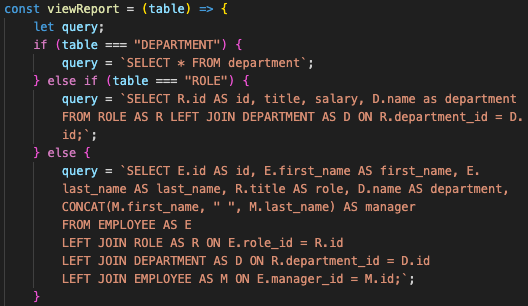 const viewReport = (table) => {
let query;
if (table === "DEPARTMENT") {
query = `SELECT * FROM department`;
} else if (table === "ROLE") {
query = `SELECT R.id AS id, title, salary, D.name as department
FROM ROLE AS R LEFT JOIN DEPARTMENT AS D ON R.department_id = D.
id;`;
} else {
query = `SELECT E.id AS id, E.first_name AS first_name, E.
last_name AS last_name, R.title AS role, D.name AS department,
CONCAT(M.first_name, " ", M.last_name) AS manager
FROM EMPLOYEE AS E
LEFT JOIN ROLE AS R ON E.role_id = R.id
LEFT JOIN DEPARTMENT AS D ON R.department_id = D.id
LEFT JOIN EMPLOYEE AS M ON E.manager_id = M.id;`;
}